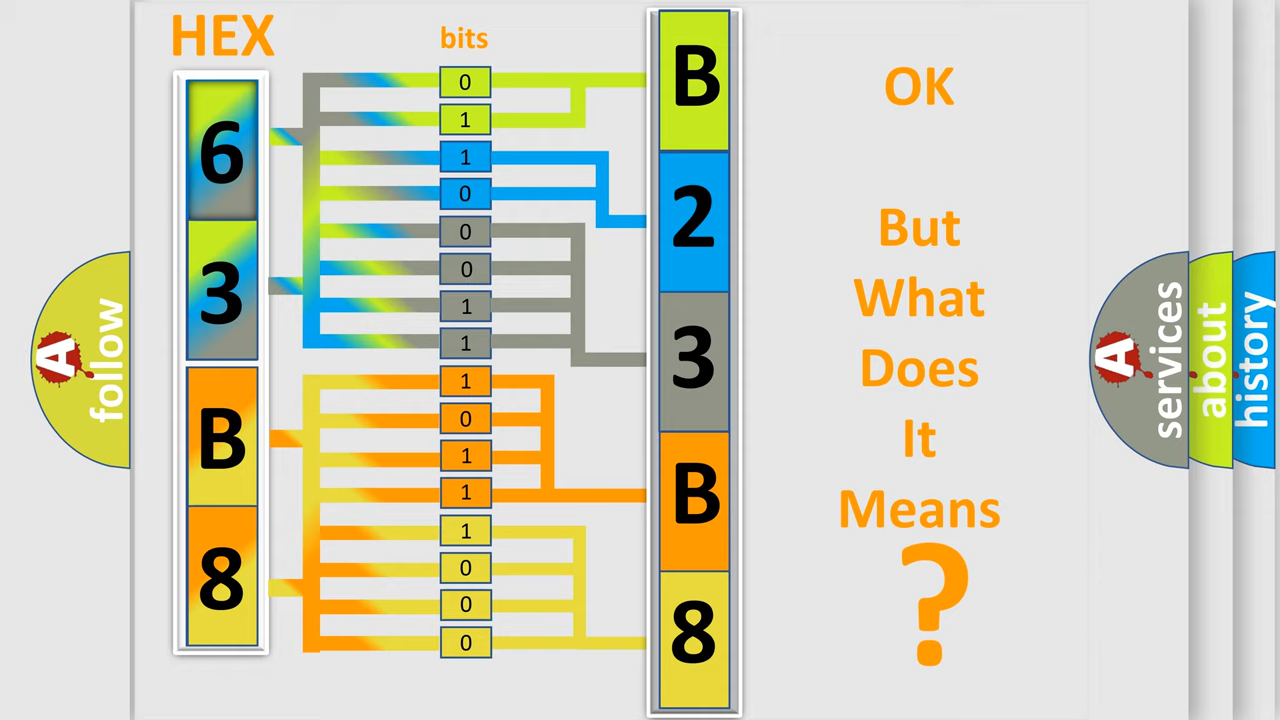 HEX
bits
6
3
B
8
0
1
1
0
0
0
1
1
1
0
1
1
1
0
0
0
B
2
3
B
8
OK
But
What
Does
It
Means
?
A
follow
A
services
about
history